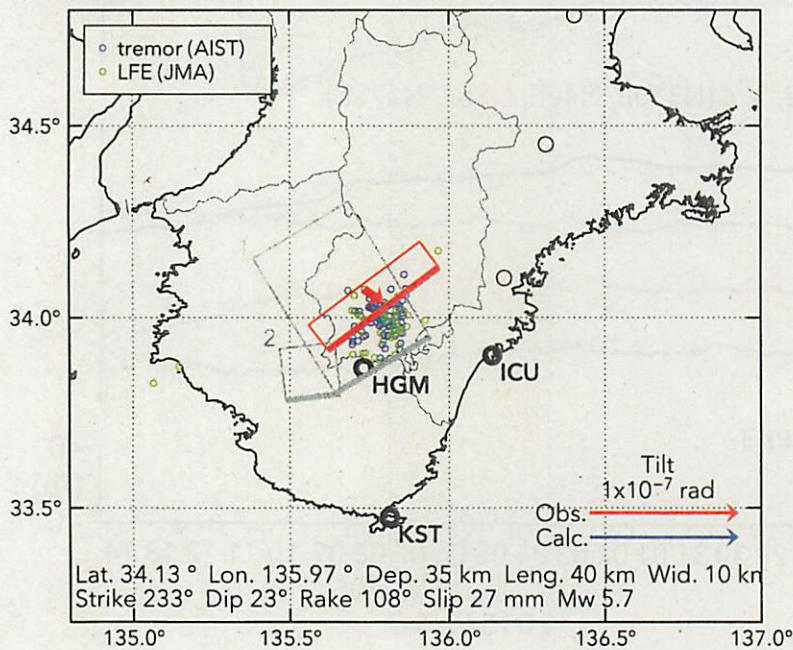 tremor (AIST)
LFE (JMA)
34.5°
34.0°
33.5°
1
2
HGM
ICU
KST
Tilt
1x10⁻⁷ rad
Obs.
Calc.
Lat. 34.13 ° Lon. 135.97 ° Dep. 35 km Leng. 40 km Wid. 10 km
Strike 233° Dip 23° Rake 108° Slip 27 mm Mw 5.7
135.0° 135.5° 136.0° 136.5° 137.0°